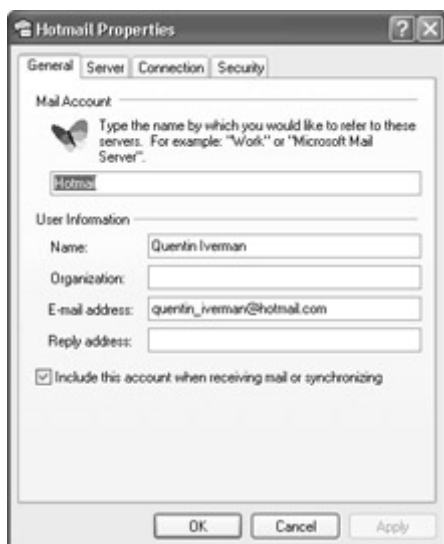 Hotmail Properties
General Server Connection Security
Mail Account
Type the name by which you would like to refer to these
servers. For example: "Work" or "Microsoft Mail
Server".
Hotmail
User Information
Name: Quentin Iverman
Organization:
E-mail address: quentin_iverman@hotmail.com
Reply address:
Include this account when receiving mail or synchronizing
OK Cancel Apply